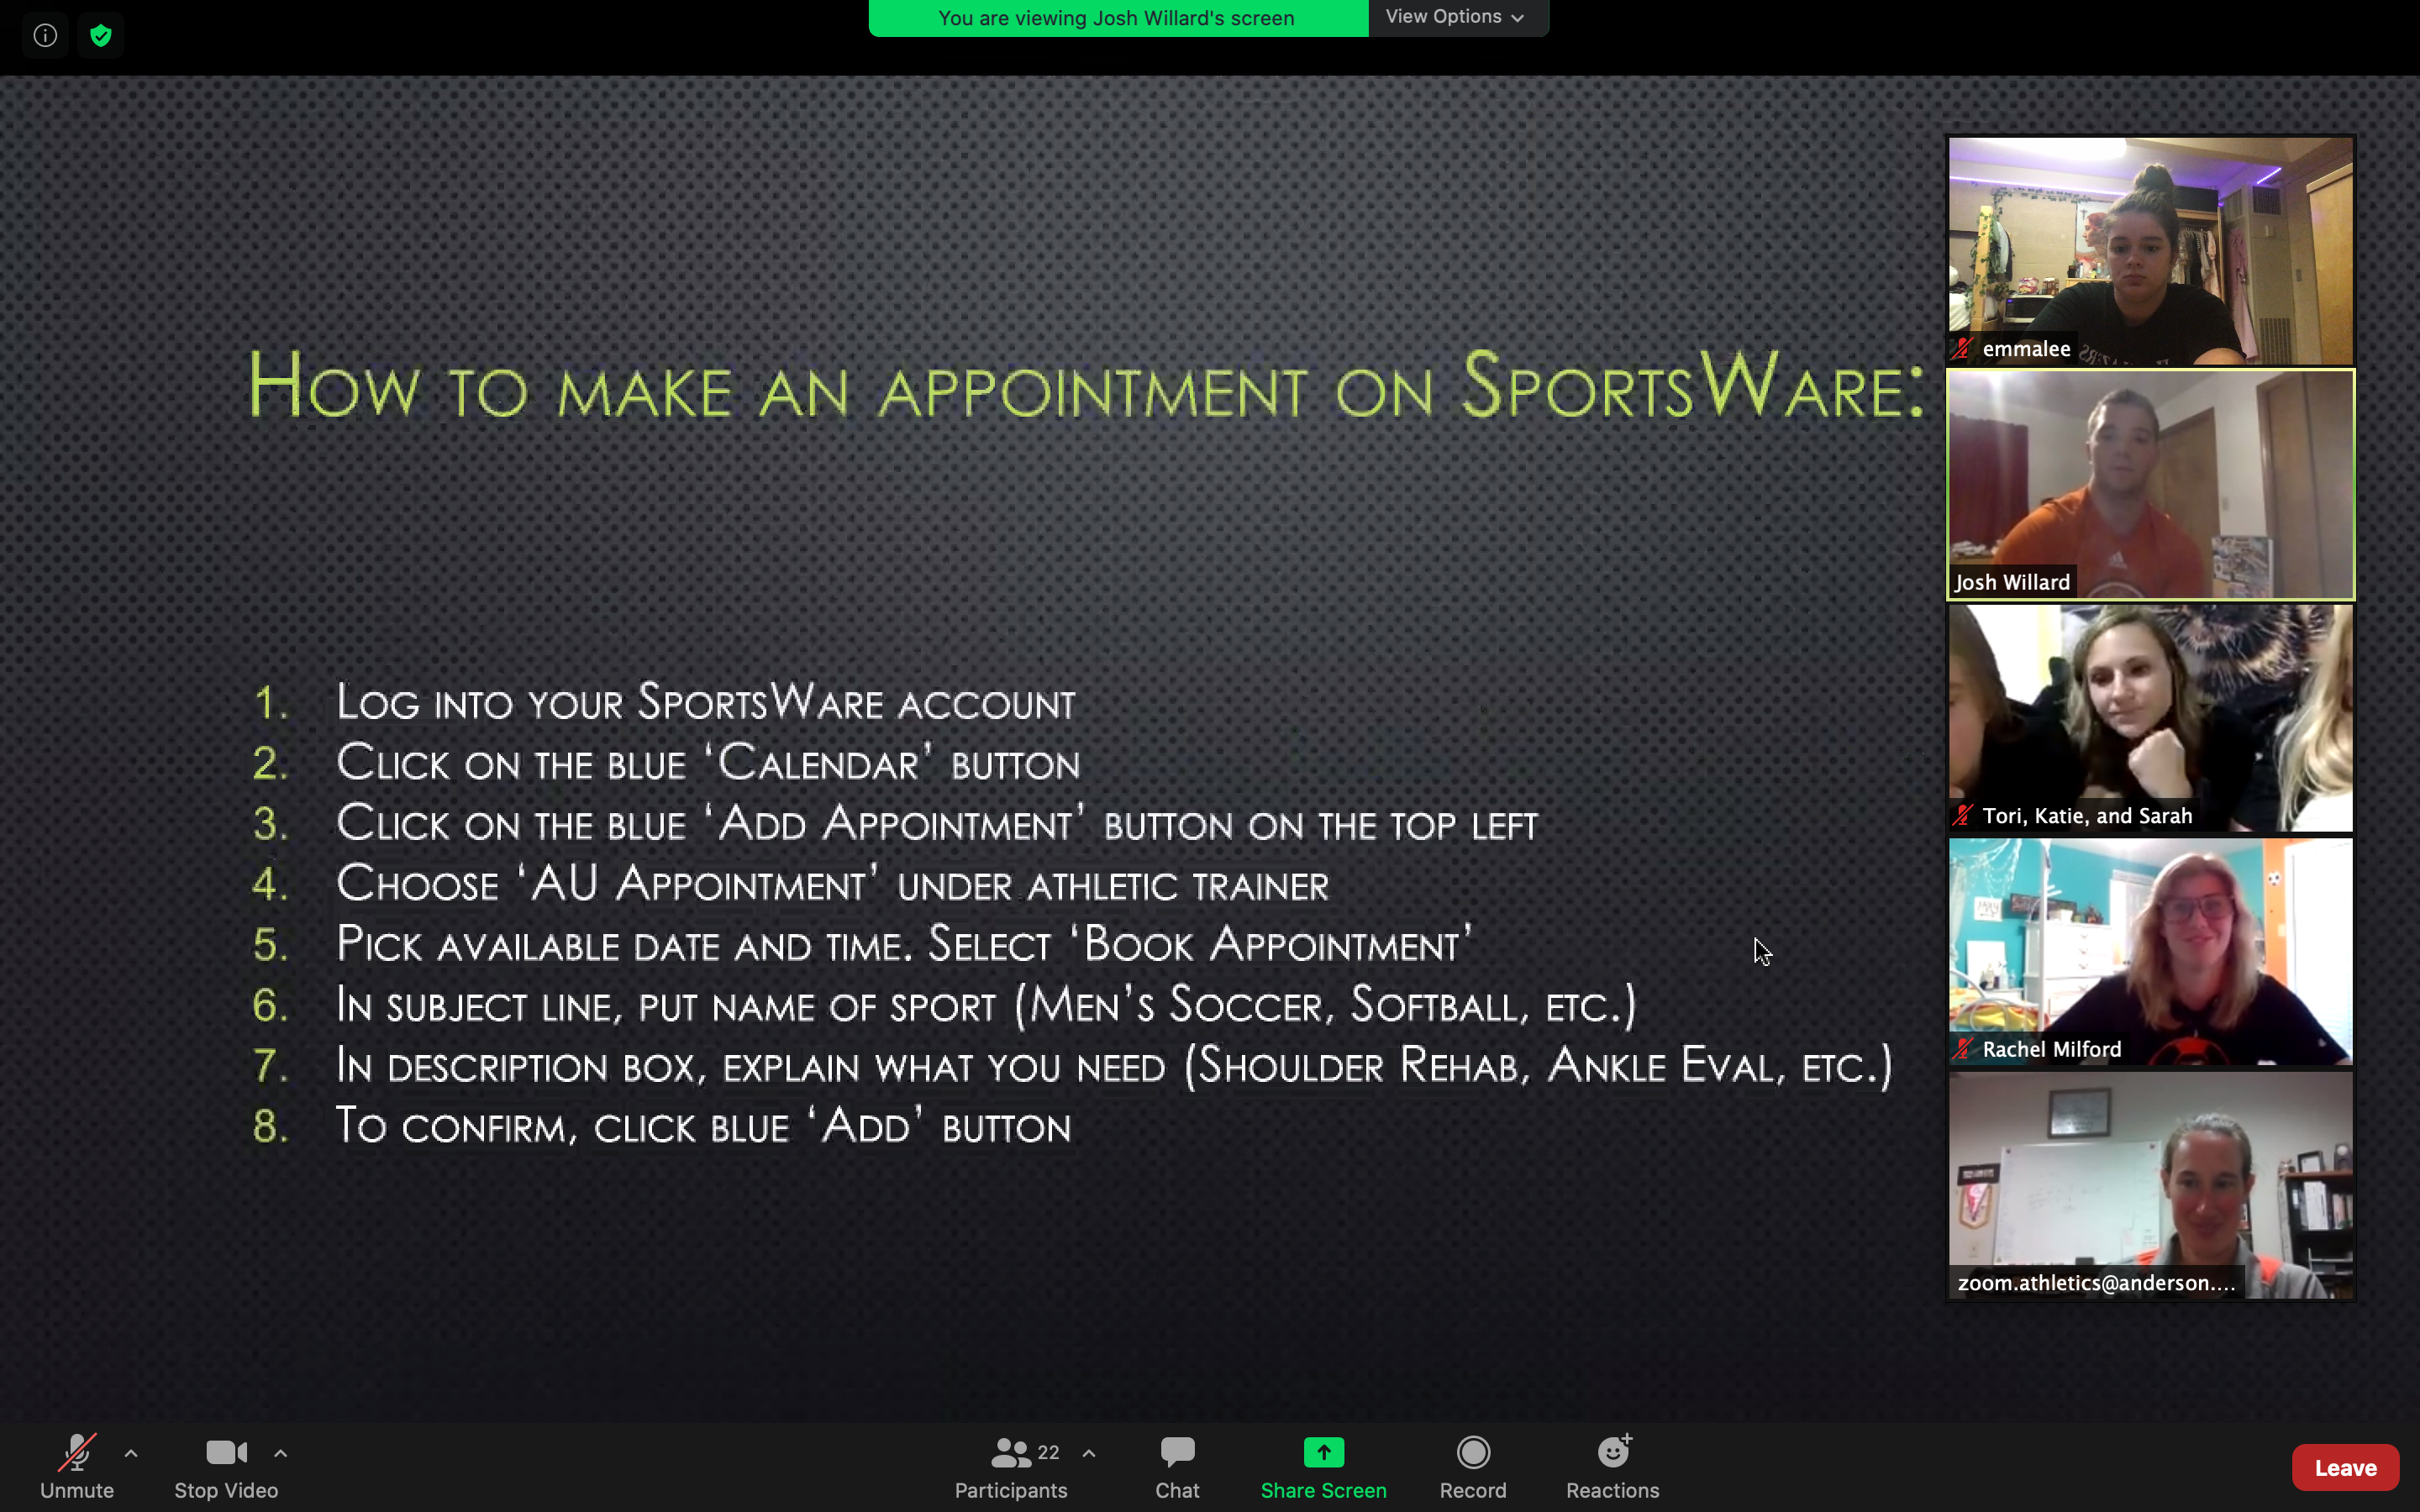 You are viewing Josh Willard's screen
View Options
How to make an appointment on SportsWare:
1. Log into your SportsWare account
2. Click on the blue ‘Calendar’ button
3. Click on the blue ‘Add Appointment’ button on the top left
4. Choose ‘AU Appointment’ under athletic trainer
5. Pick available date and time. Select ‘Book Appointment’
6. In subject line, put name of sport (Men’s Soccer, Softball, etc.)
7. In description box, explain what you need (Shoulder Rehab, Ankle Eval, etc.)
8. To confirm, click blue ‘Add’ button
emmalee
Josh Willard
Tori, Katie, and Sarah
Rachel Milford
zoom.athletics@anderson....
Unmute
Stop Video
22
Participants
Chat
Share Screen
Record
Reactions
Leave